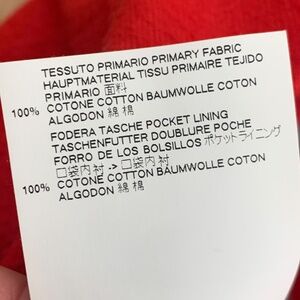 TESSUTO PRIMARIO PRIMARY FABRIC
HAUPTMATERIAL TISSU PRIMAIRE TEJIDO
PRIMARIO 面料
100% COTONE COTTON BAUMWOLLE COTON
ALGODON 綿 棉
FODERA TASCHE POCKET LINING
TASCHENFUTTER DOUBLURE POCHE
FORRO DE LOS BOLSILLOS ポケットライニング
口袋内衬 -> 口袋内衬
100% COTONE COTTON BAUMWOLLE COTON
ALGODON 綿 棉